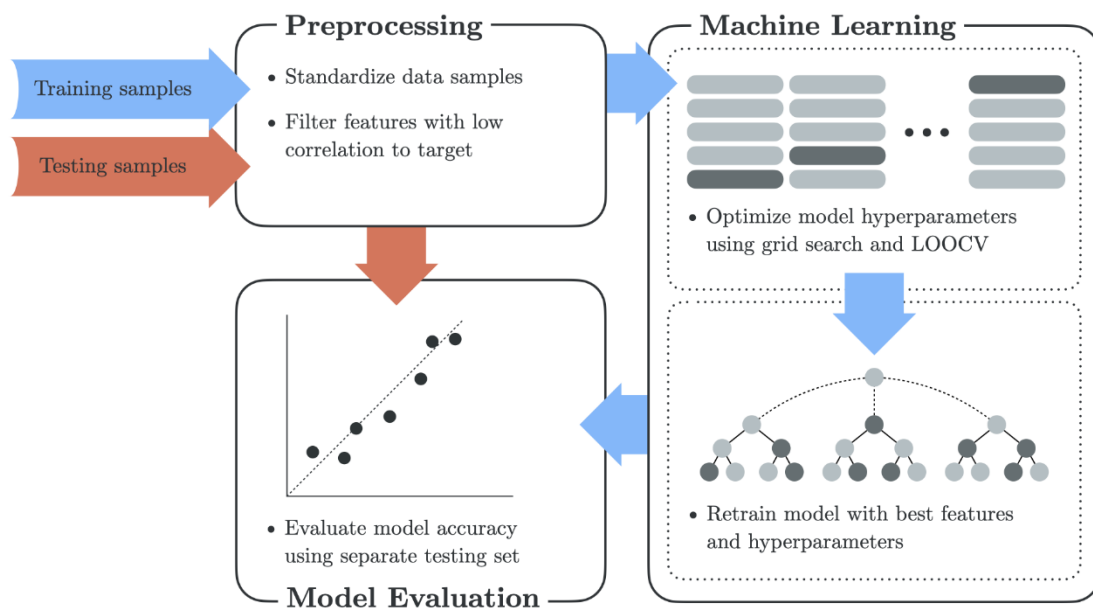 Preprocessing
Training samples
Testing samples
• Standardize data samples
• Filter features with low
correlation to target
Machine Learning
• Optimize model hyperparameters
using grid search and LOOCV
• Retrain model with best features
and hyperparameters
• Evaluate model accuracy
using separate testing set
Model Evaluation